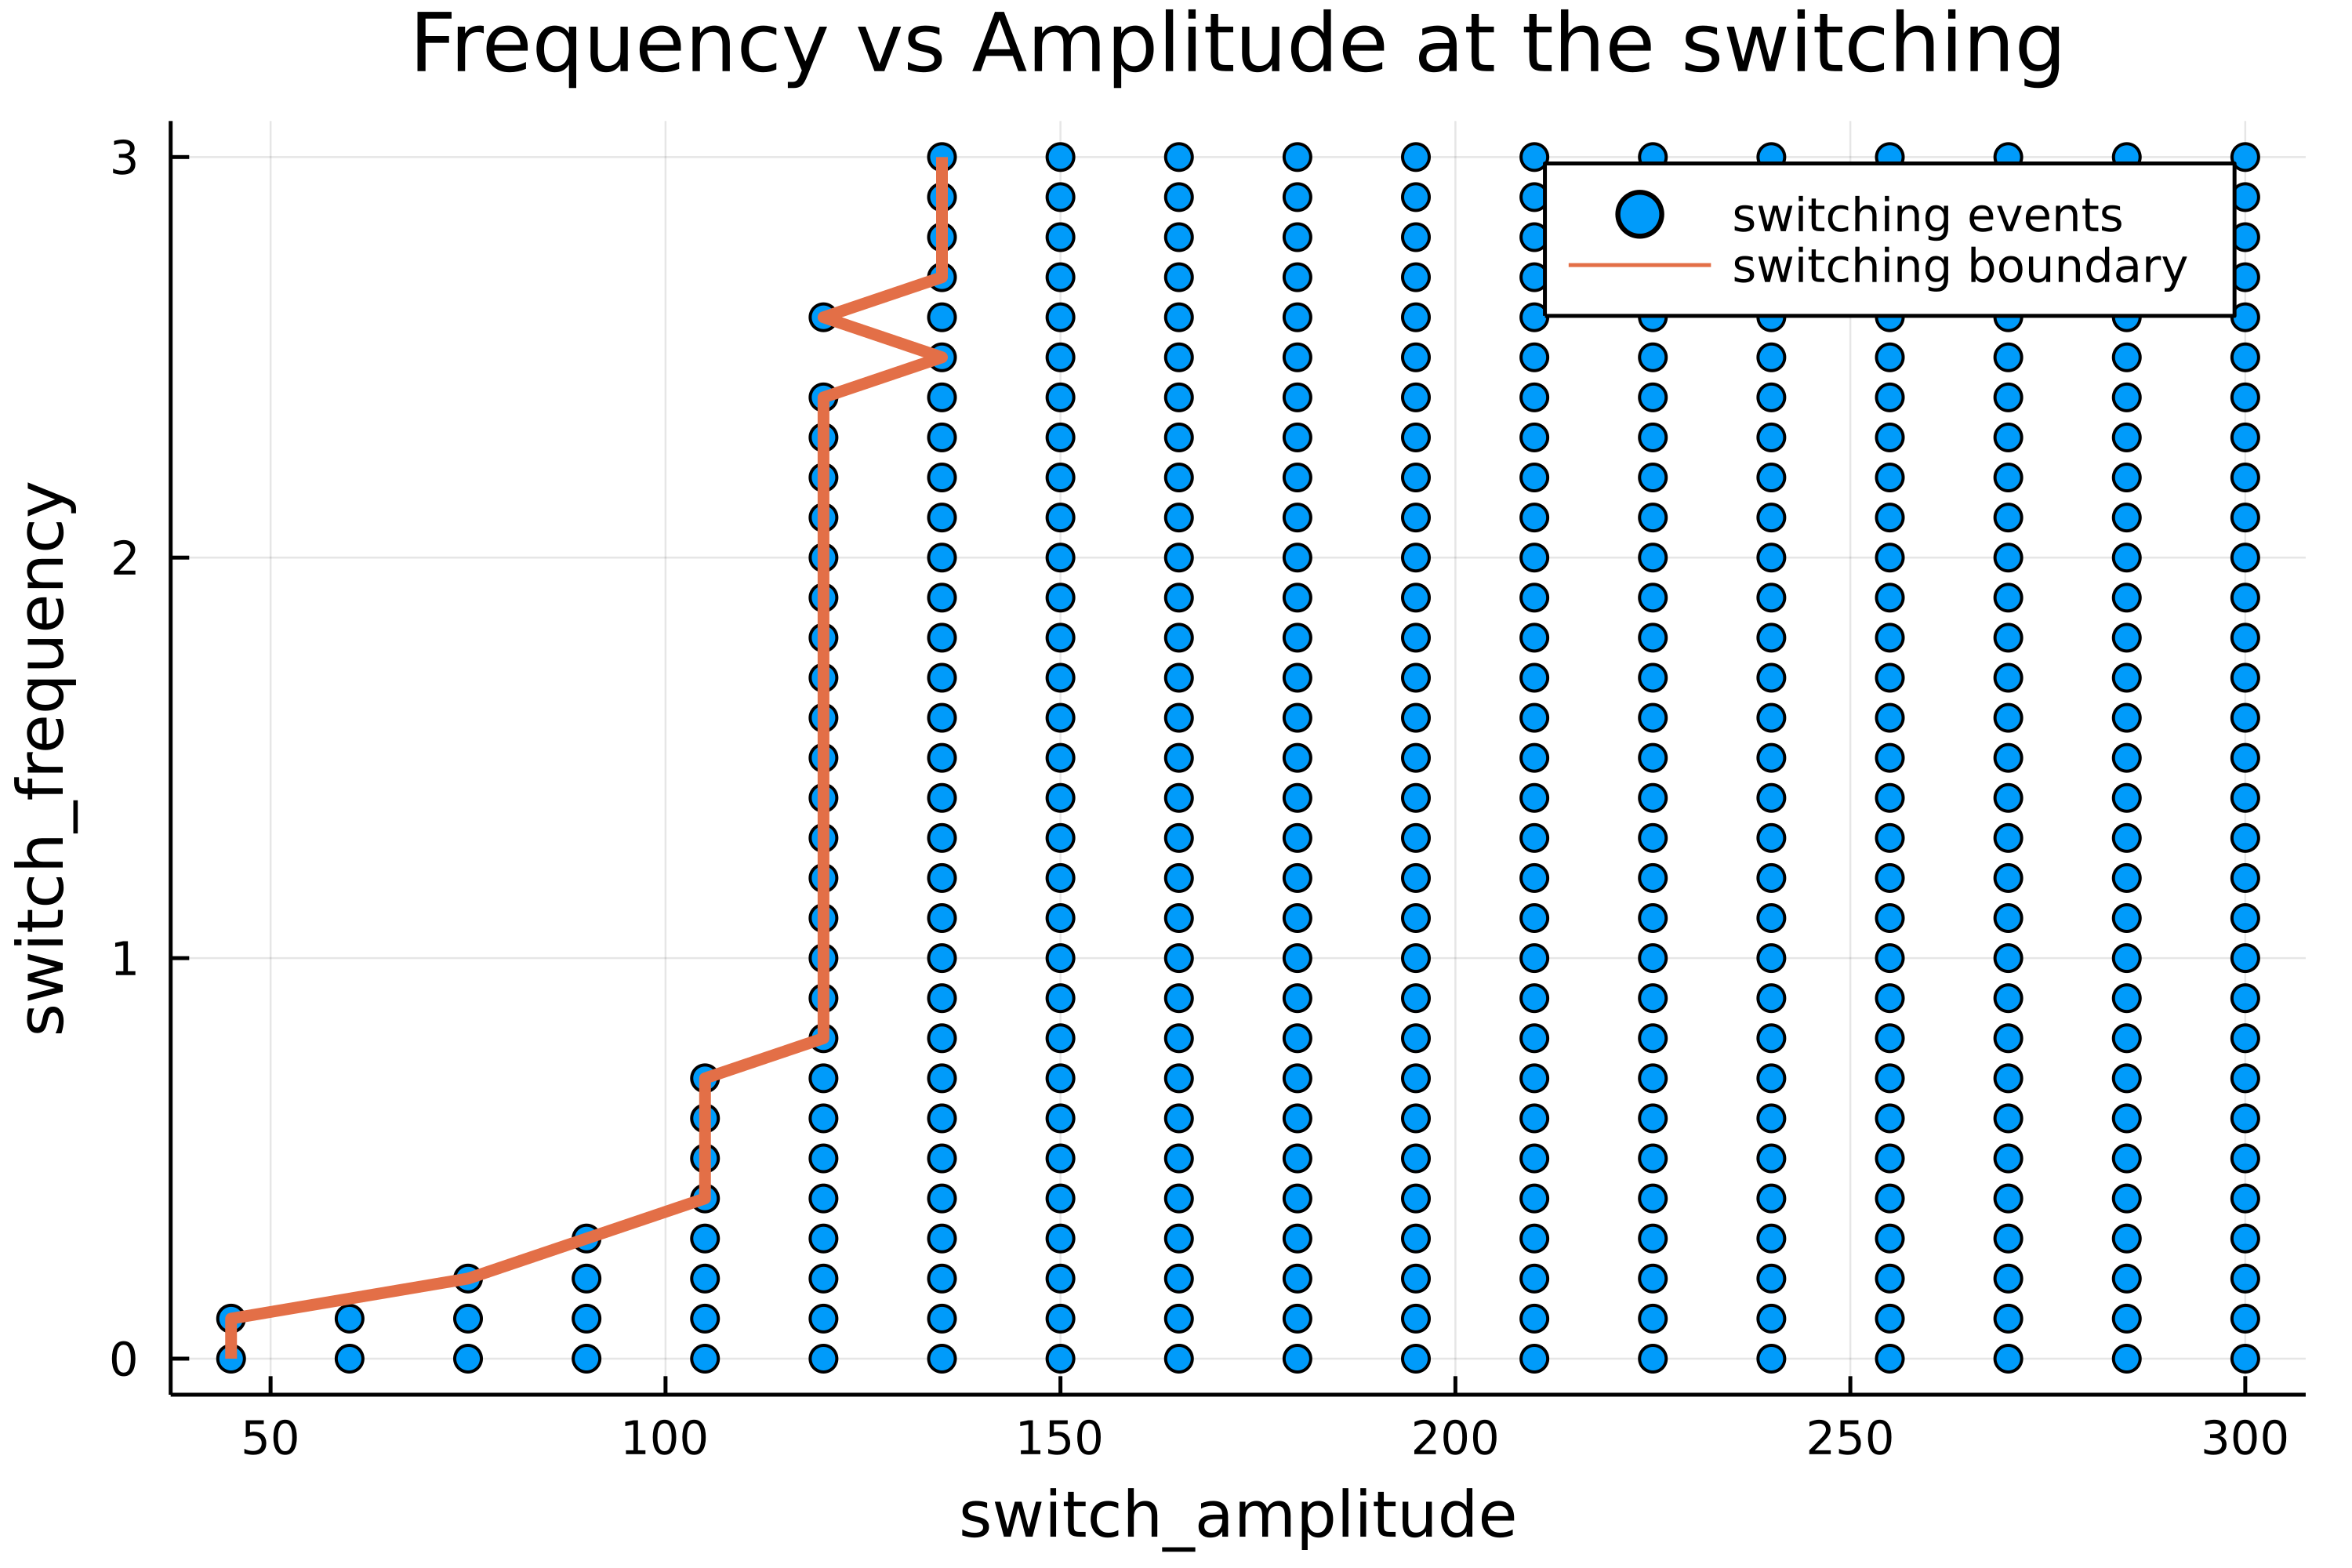 Frequency vs Amplitude at the switching
switching events
switching boundary
switch_frequency
3
2
1
0
50 100 150 200 250 300
switch_amplitude